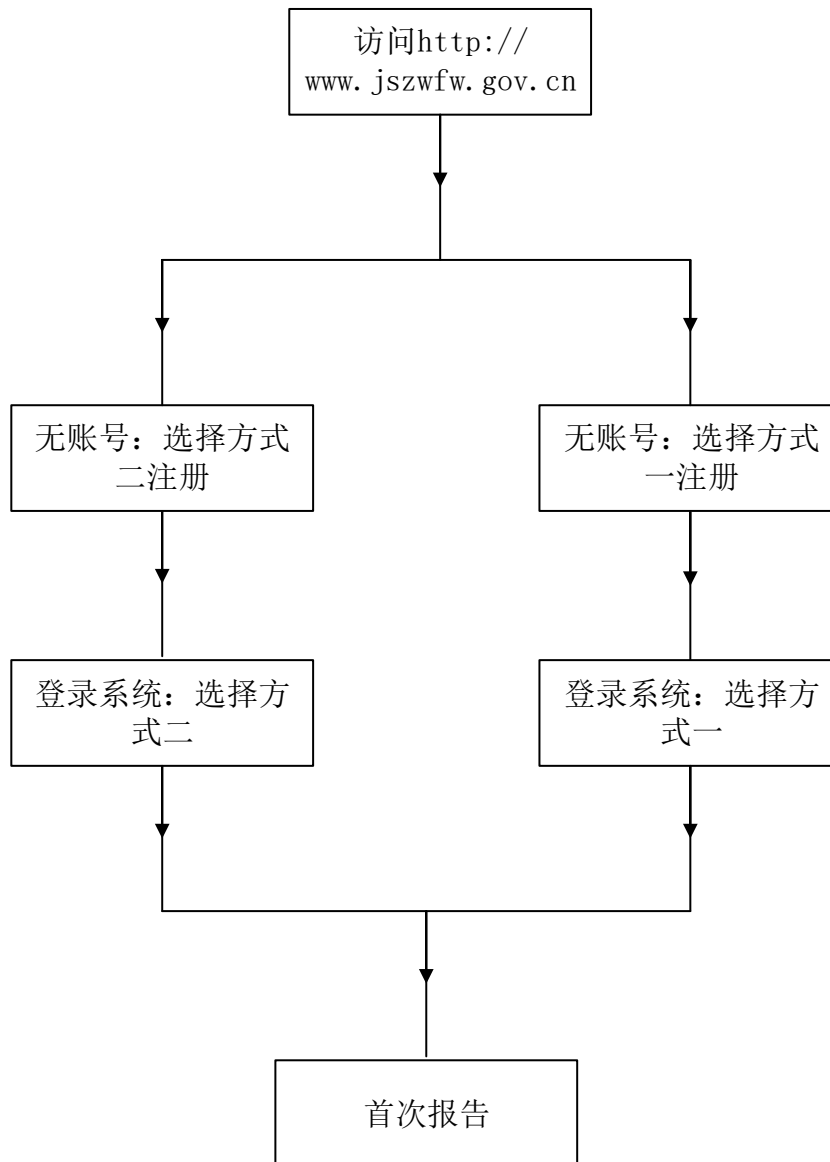 访问http://
www.jszwfw.gov.cn
无账号：选择方式
二注册
无账号：选择方式
一注册
登录系统：选择方
式二
登录系统：选择方
式一
首次报告